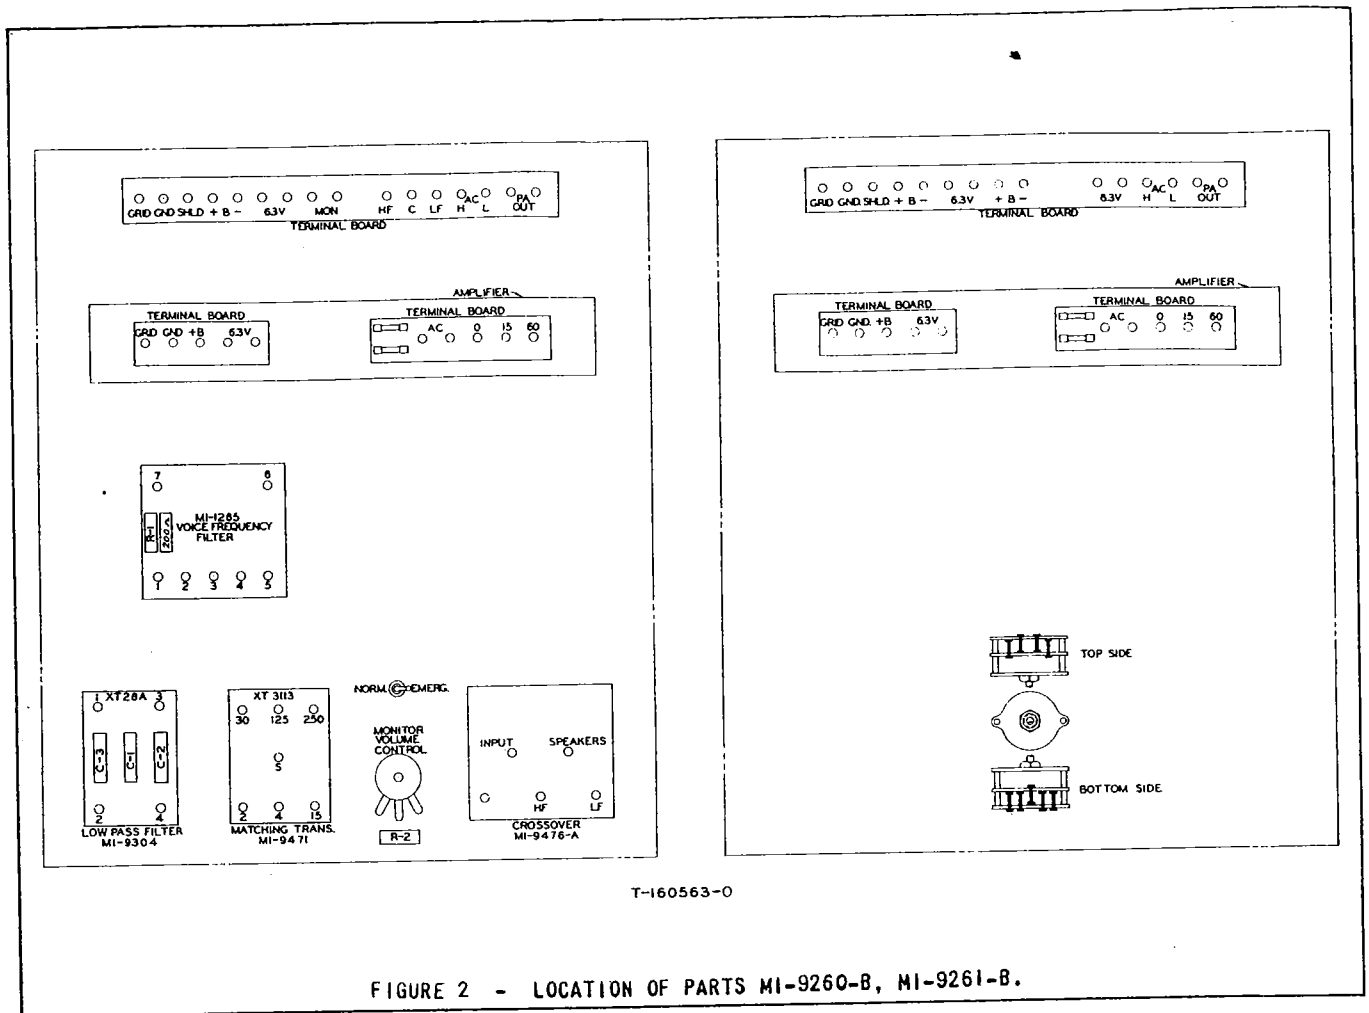 GRID GND SHLD + B - 6.3V MON HF C LF H AC L PA OUT
TERMINAL BOARD
AMPLIFIER
TERMINAL BOARD
GRID GND +B 6.3V
TERMINAL BOARD
AC 0 15 60
7 6
MI-1285
VOICE FREQUENCY
FILTER
R-1
200Ω
1 2 3 4 5
1 XT28A 3
C-3 C-1 C-2
2 4
LOW PASS FILTER
MI-9304
XT 3113
30 125 250
S
2 4 15
MATCHING TRANS.
MI-9471
NORM. EMERG.
MONITOR
VOLUME
CONTROL
R-2
INPUT SPEAKERS
HF LF
CROSSOVER
MI-9476-A
GRID GND. SHLD. + B - 6.3V + B - 6.3V H AC L PA OUT
TERMINAL BOARD
AMPLIFIER
TERMINAL BOARD
GRID GND. +B 6.3V
TERMINAL BOARD
AC 0 15 60
TOP SIDE
BOTTOM SIDE
T-160563-0
FIGURE 2 - LOCATION OF PARTS MI-9260-B, MI-9261-B.